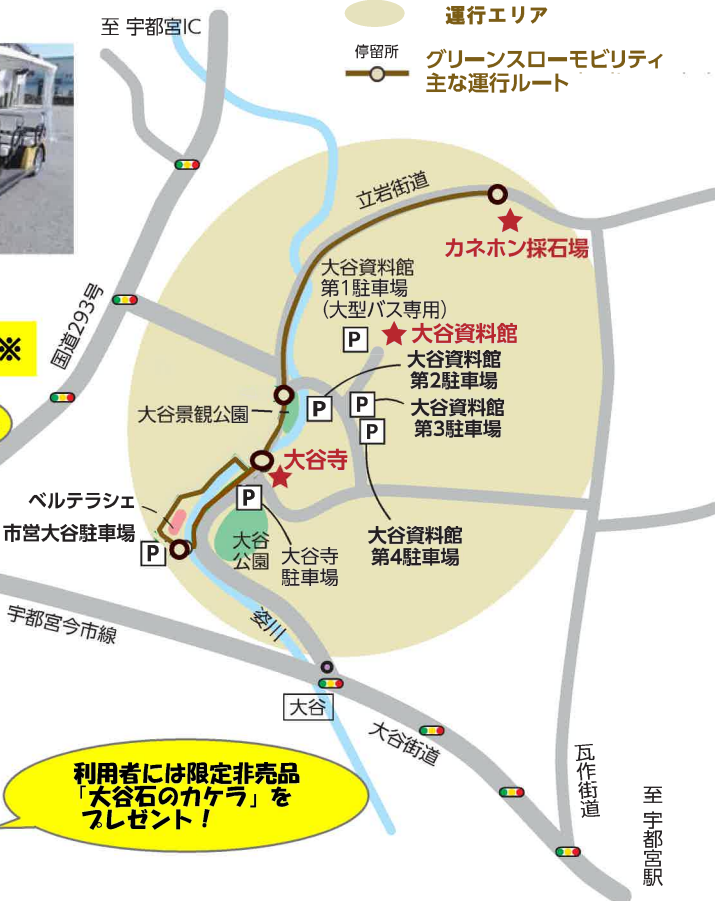 運行エリア
至 宇都宮IC
停留所
グリーンスローモビリティ
主な運行ルート
立岩街道
カネホン採石場
大谷資料館
第1駐車場
(大型バス専用)
国道293号
P
大谷資料館
※
大谷資料館
第2駐車場
P
P
大谷資料館
第3駐車場
大谷景観公園
P
大谷寺
P
ベルテラシェ
市営大谷駐車場
P
大谷
公園
大谷寺
駐車場
大谷資料館
第4駐車場
宇都宮今市線
姿川
大谷
大谷街道
瓦作街道
至 宇都宮駅
利用者には限定非売品
「大谷石のカケラ」を
プレゼント!